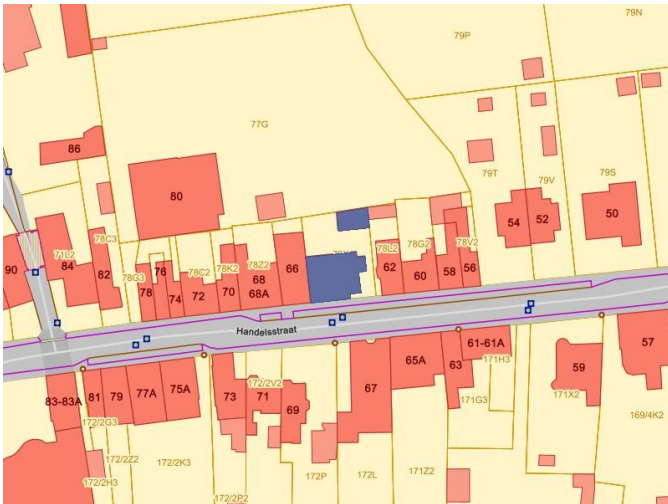 79N
79P
77G
86
80
79T
79V
79S
54
52
50
90
71L2
84
78C3
82
78G3
78
76
74
78C2
72
78K2
70
78Z2
68
68A
66
78L2
62
78G2
60
58
78V2
56
Handelsstraat
83-83A
81
79
77A
75A
73
172/2V2
71
69
67
65A
63
61-61A
171H3
59
57
172/2G3
172/2Z2
172/2H3
172/2K3
172/2P2
172P
172L
171Z2
171G3
171X2
169/4K2